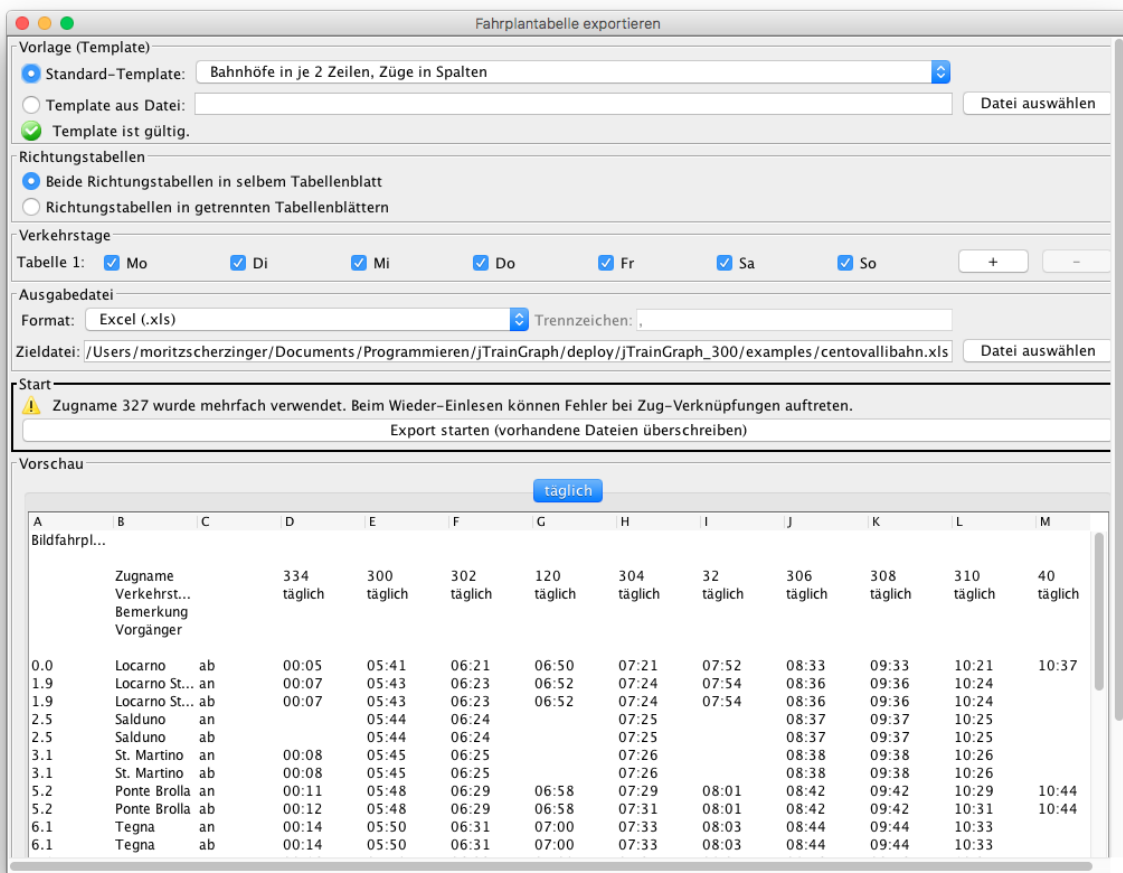 Fahrplantabelle exportieren
Vorlage (Template)
Standard-Template: Bahnhöfe in je 2 Zeilen, Züge in Spalten
Template aus Datei: Datei auswählen
Template ist gültig.
Richtungstabellen
Beide Richtungstabellen in selbem Tabellenblatt
Richtungstabellen in getrennten Tabellenblättern
Verkehrstage
Tabelle 1: Mo Di Mi Do Fr Sa So + -
Ausgabedatei
Format: Excel (.xls) Trennzeichen: ,
Zieldatei: /Users/moritzscherzinger/Documents/Programmieren/jTrainGraph/deploy/jTrainGraph_300/examples/centovallibahn.xls Datei auswählen
Start
Zugname 327 wurde mehrfach verwendet. Beim Wieder-Einlesen können Fehler bei Zug-Verknüpfungen auftreten.
Export starten (vorhandene Dateien überschreiben)
Vorschau
täglich
A B C D E F G H I J K L M
Bildfahrpl...
Zugname 334 300 302 120 304 32 306 308 310 40
Verkehrst... täglich täglich täglich täglich täglich täglich täglich täglich täglich täglich
Bemerkung
Vorgänger
0.0 Locarno ab 00:05 05:41 06:21 06:50 07:21 07:52 08:33 09:33 10:21 10:37
1.9 Locarno St... an 00:07 05:43 06:23 06:52 07:24 07:54 08:36 09:36 10:24
1.9 Locarno St... ab 00:07 05:43 06:23 06:52 07:24 07:54 08:36 09:36 10:24
2.5 Salduno an 05:44 06:24 07:25 08:37 09:37 10:25
2.5 Salduno ab 05:44 06:24 07:25 08:37 09:37 10:25
3.1 St. Martino an 00:08 05:45 06:25 07:26 08:38 09:38 10:26
3.1 St. Martino ab 00:08 05:45 06:25 07:26 08:38 09:38 10:26
5.2 Ponte Brolla an 00:11 05:48 06:29 06:58 07:29 08:01 08:42 09:42 10:29 10:44
5.2 Ponte Brolla ab 00:12 05:48 06:29 06:58 07:31 08:01 08:42 09:42 10:31 10:44
6.1 Tegna an 00:14 05:50 06:31 07:00 07:33 08:03 08:44 09:44 10:33
6.1 Tegna ab 00:14 05:50 06:31 07:00 07:33 08:03 08:44 09:44 10:33